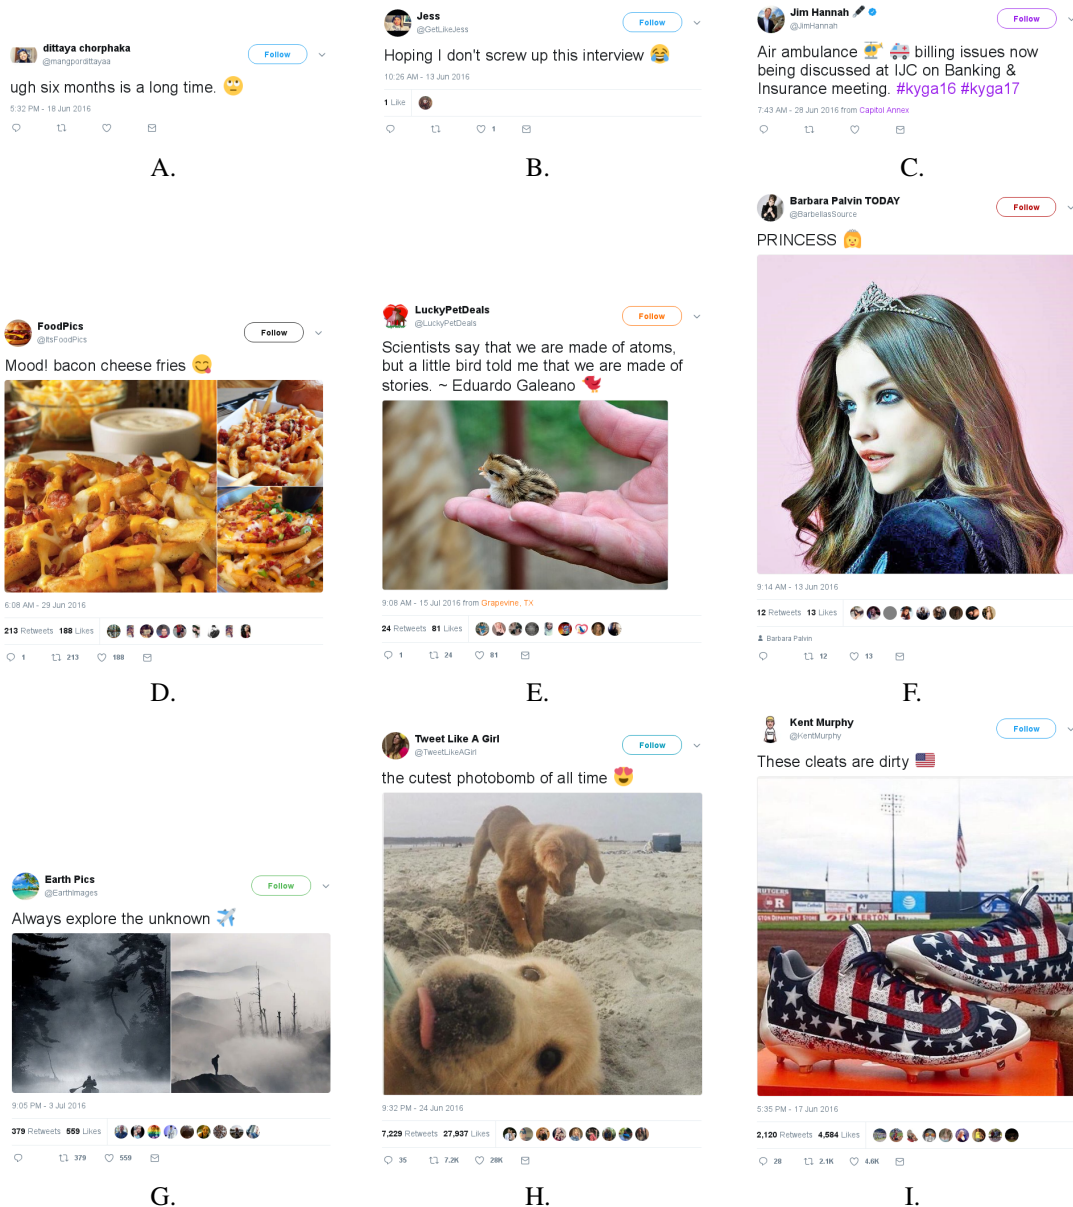 dittaya chorphaka
@mangpordittayaa
Follow
ugh six months is a long time. 🙄
5:32 PM - 18 Jun 2016
A.
Jess
@GetLikeJess
Follow
Hoping I don't screw up this interview 😂
10:26 AM - 13 Jun 2016
1 Like
1
B.
Jim Hannah 🎤
@JimHannah
Follow
Air ambulance 🚁 🚑 billing issues now
being discussed at IJC on Banking &
Insurance meeting. #kyga16 #kyga17
7:43 AM - 28 Jun 2016 from Capitol Annex
C.
FoodPics
@ItsFoodPics
Follow
Mood! bacon cheese fries 😋
6:08 AM - 29 Jun 2016
213 Retweets 188 Likes
1 213 188
D.
LuckyPetDeals
@LuckyPetDeals
Follow
Scientists say that we are made of atoms,
but a little bird told me that we are made of
stories. ~ Eduardo Galeano 🐦
9:08 AM - 15 Jul 2016 from Grapevine, TX
24 Retweets 81 Likes
1 24 81
E.
Barbara Palvin TODAY
@BarbellasSource
Follow
PRINCESS 👸
9:14 AM - 13 Jun 2016
12 Retweets 13 Likes
Barbara Palvin
12 13
F.
Earth Pics
@EarthImages
Follow
Always explore the unknown ✈️
9:05 PM - 3 Jul 2016
379 Retweets 559 Likes
379 559
G.
Tweet Like A Girl
@TweetLikeAGirl
Follow
the cutest photobomb of all time 😍
9:32 PM - 24 Jun 2016
7,229 Retweets 27,937 Likes
35 7.2K 28K
H.
Kent Murphy
@KentMurphy
Follow
These cleats are dirty 🇺🇸
RUTGERS
R
AJ
AT&T
5:35 PM - 17 Jun 2016
2,120 Retweets 4,584 Likes
28 2.1K 4.6K
I.